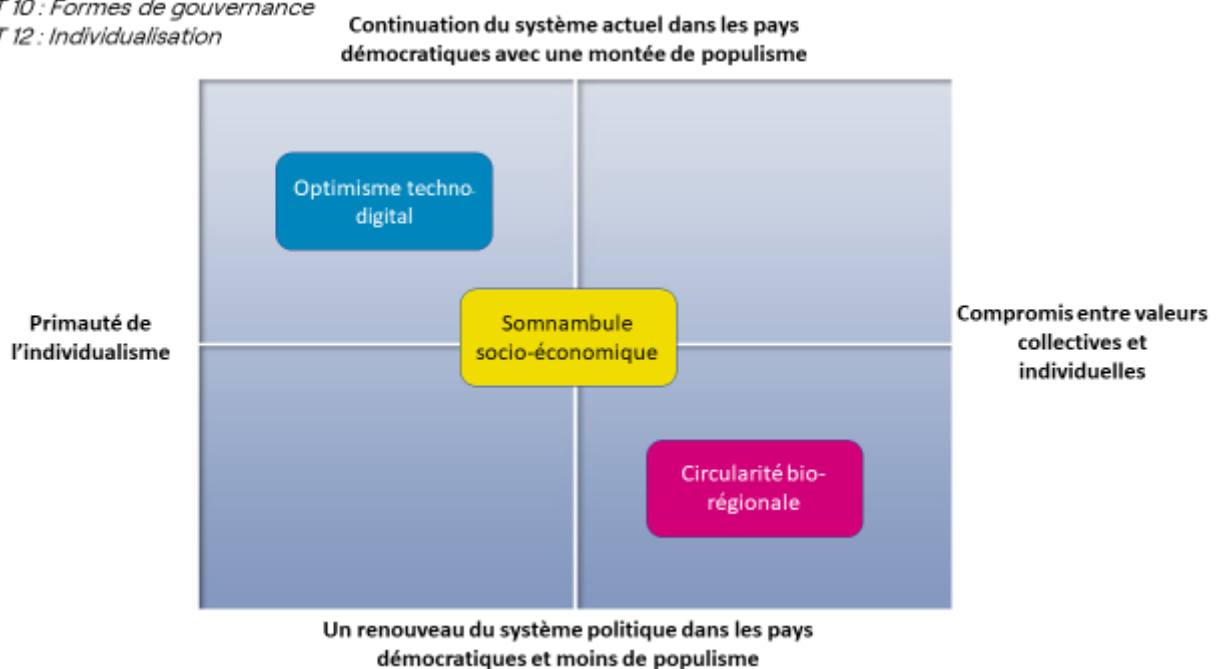 T 10 : Formes de gouvernance
T 12 : Individualisation
Continuation du système actuel dans les pays
démocratiques avec une montée de populisme
Optimisme techno-
digital
Primauté de
l'individualisme
Somnambule
socio-économique
Compromis entre valeurs
collectives et
individuelles
Circularité bio-
régionale
Un renouveau du système politique dans les pays
démocratiques et moins de populisme